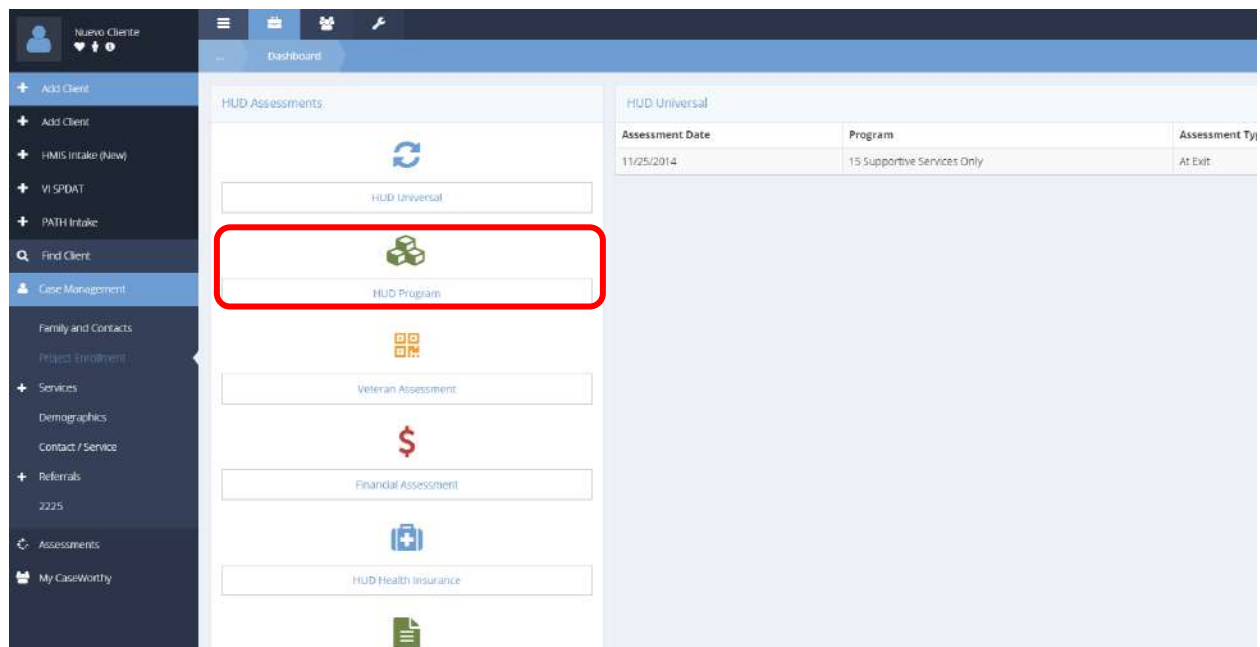 Nuevo Cliente
... Dashboard
Add Client
Add Client
HMIS Intake (New)
VI SPDAT
PATH Intake
Find Client
Case Management
Family and Contacts
Project Enrollment
Services
Demographics
Contact / Service
Referrals
2225
Assessments
My CaseWorthy
HUD Assessments
HUD Universal
HUD Program
Veteran Assessment
$
Financial Assessment
HUD Health Insurance
HUD Universal
Assessment Date Program Assessment Ty
11/25/2014 15 Supportive Services Only At Exit